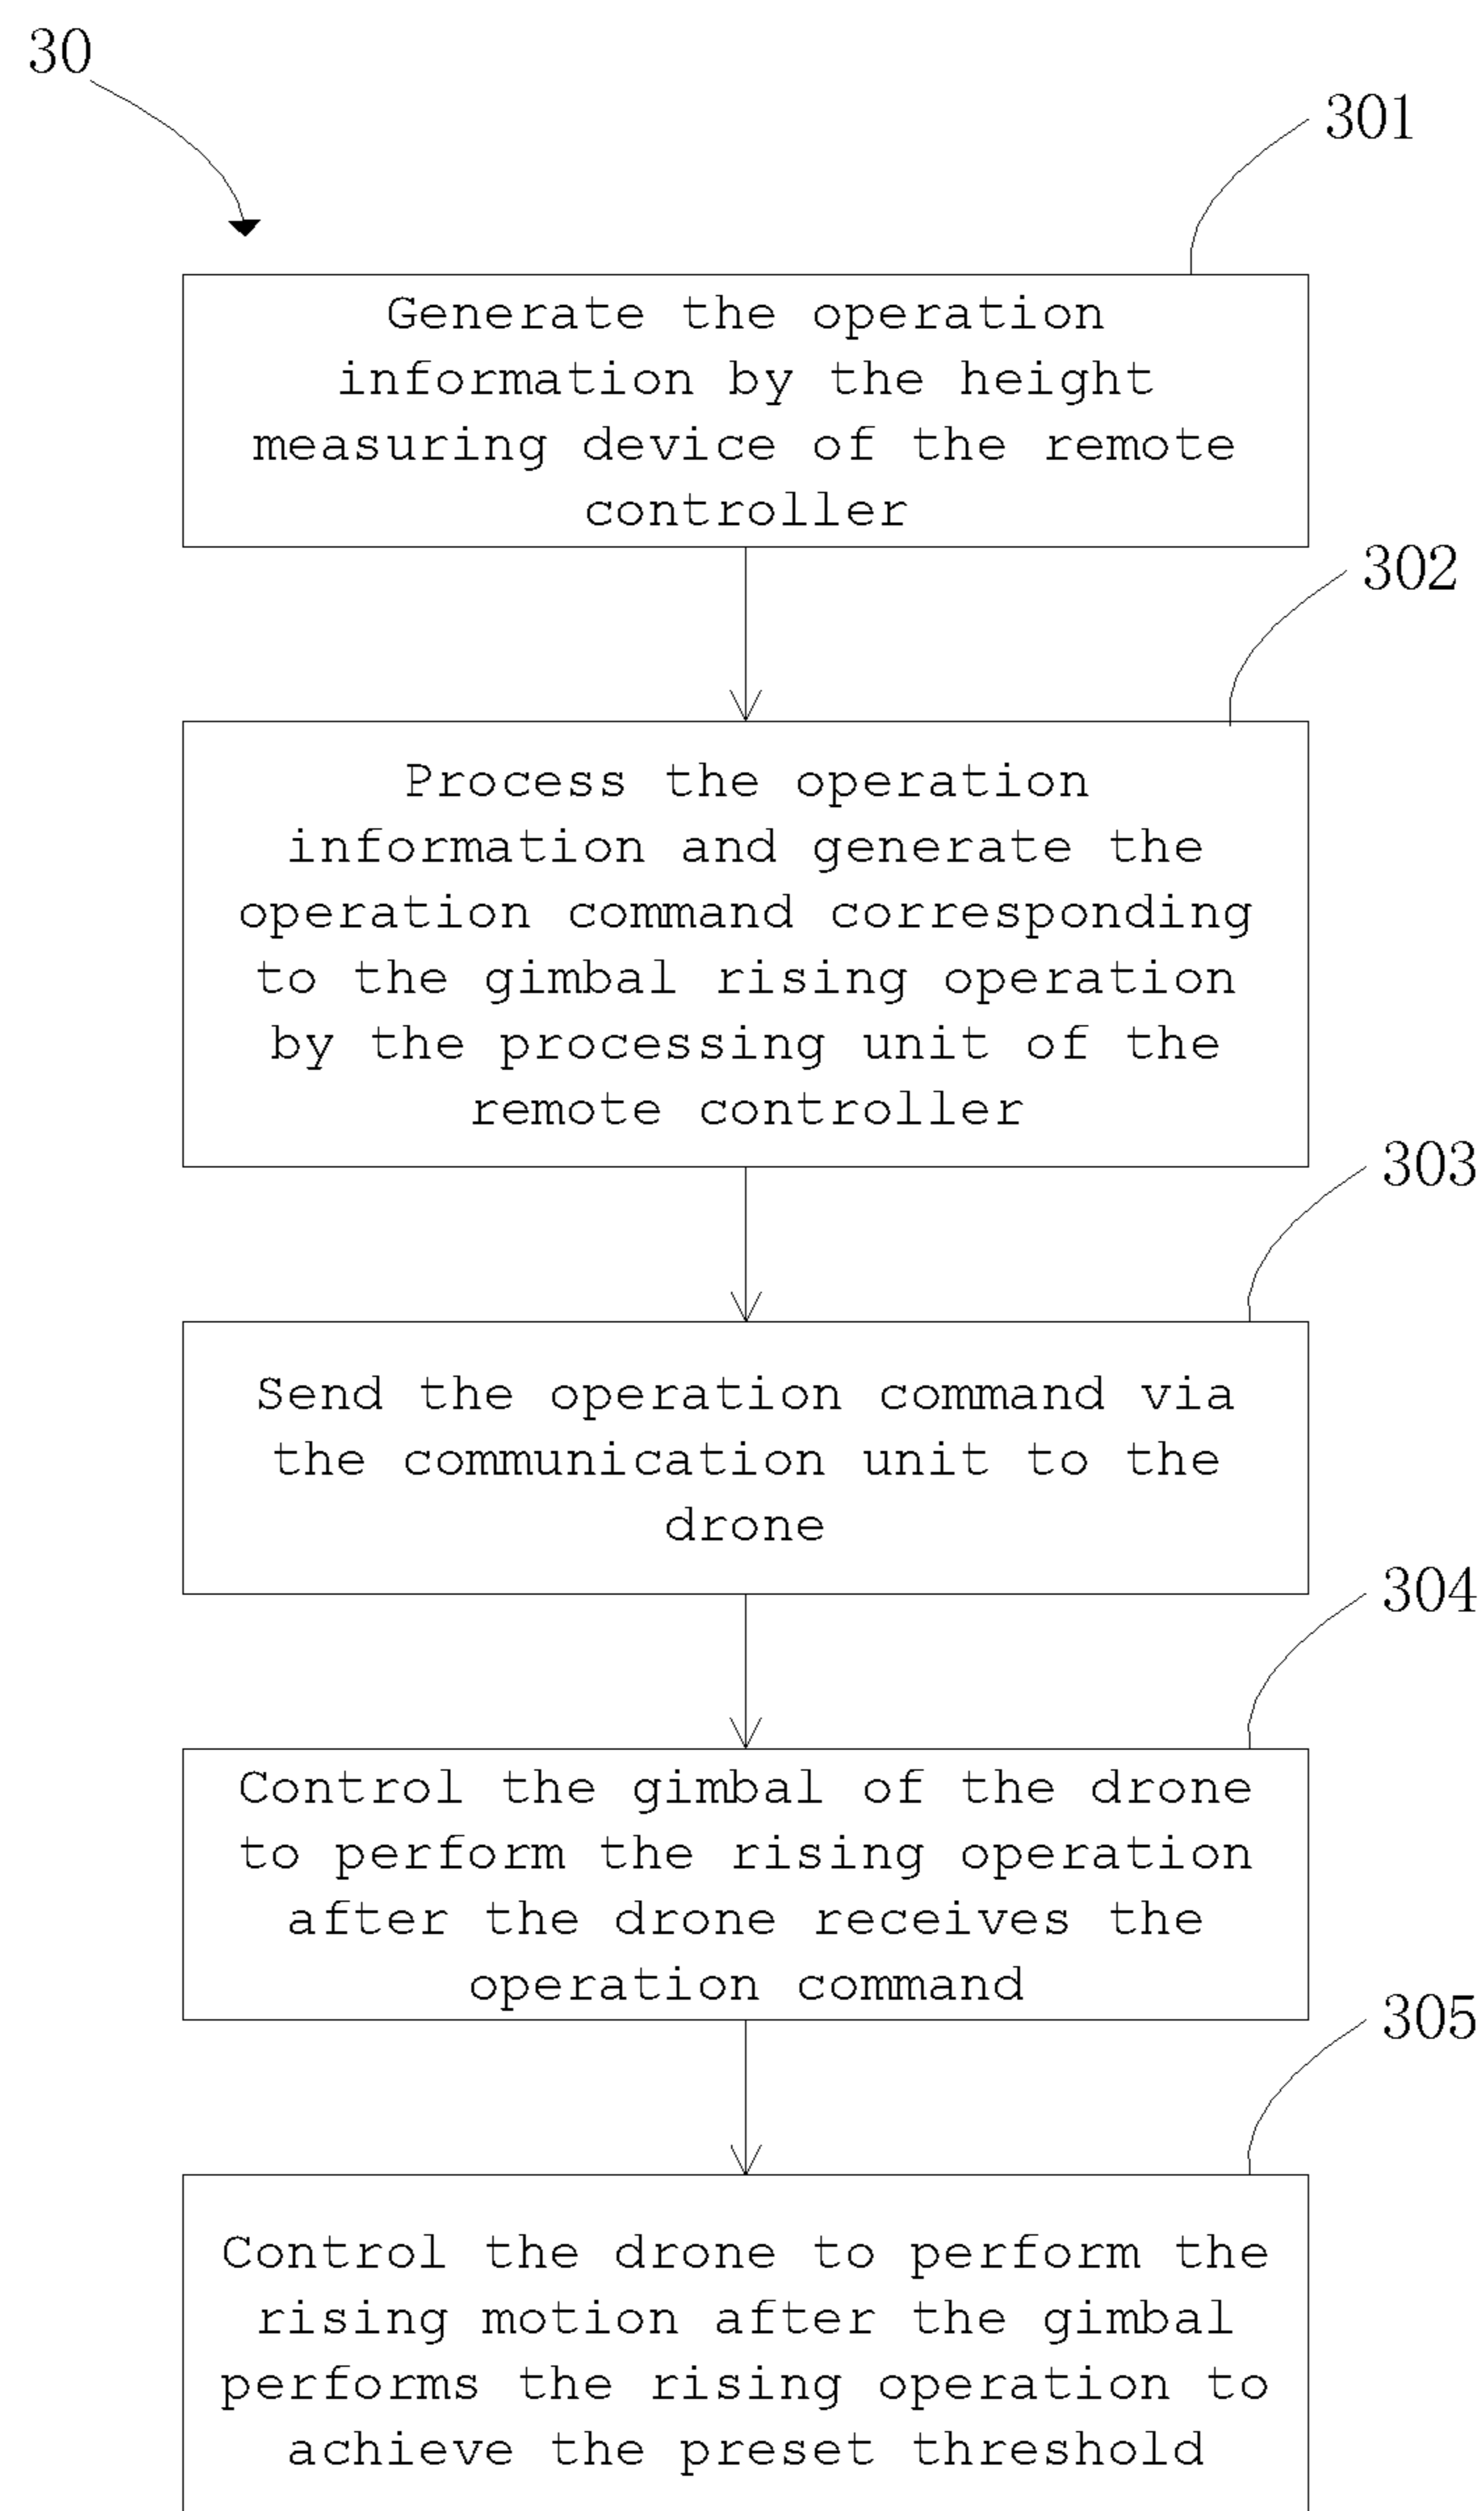 30
301
Generate the operation
information by the height
measuring device of the remote
controller
302
Process the operation
information and generate the
operation command corresponding
to the gimbal rising operation
by the processing unit of the
remote controller
303
Send the operation command via
the communication unit to the
drone
304
Control the gimbal of the drone
to perform the rising operation
after the drone receives the
operation command
305
Control the drone to perform the
rising motion after the gimbal
performs the rising operation to
achieve the preset threshold